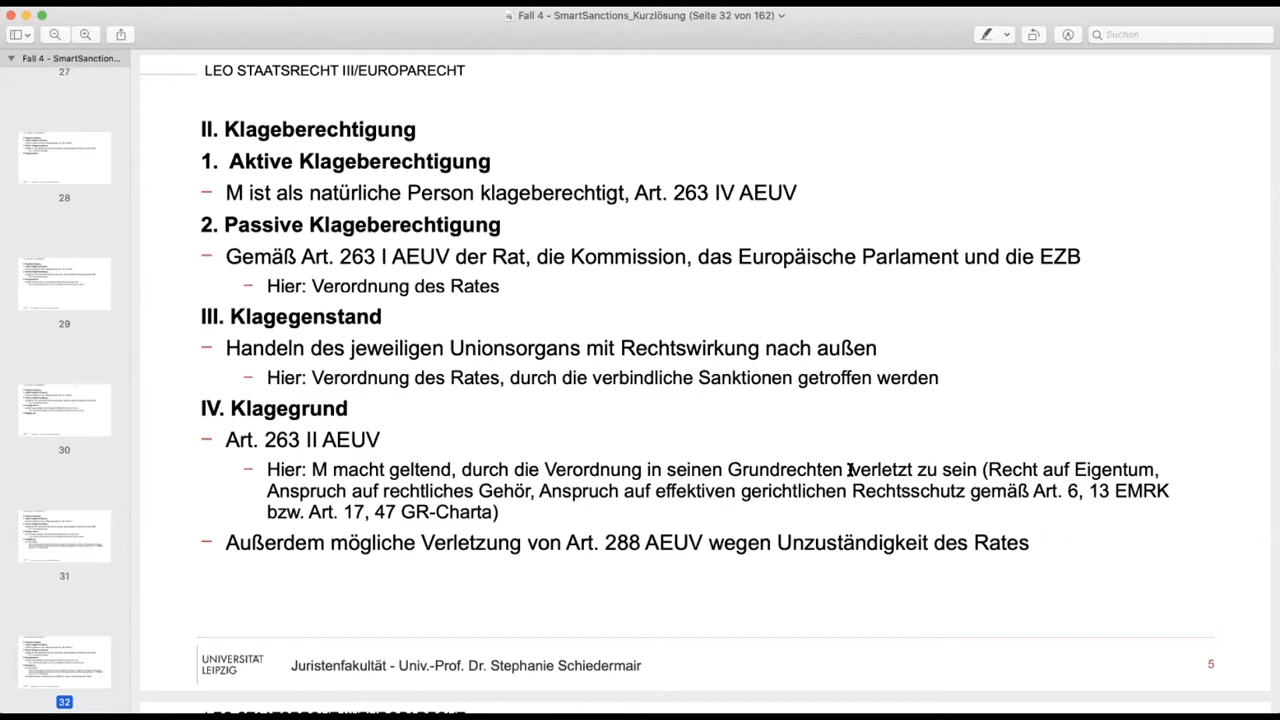 Fall 4 - SmartSanctions_Kurzlösung (Seite 32 von 162)
Suchen
Fall 4 - SmartSanction...
27
28
29
30
31
32
LEO STAATSRECHT III/EUROPARECHT
II. Klageberechtigung
1. Aktive Klageberechtigung
– M ist als natürliche Person klageberechtigt, Art. 263 IV AEUV
2. Passive Klageberechtigung
– Gemäß Art. 263 I AEUV der Rat, die Kommission, das Europäische Parlament und die EZB
– Hier: Verordnung des Rates
III. Klagegenstand
– Handeln des jeweiligen Unionsorgans mit Rechtswirkung nach außen
– Hier: Verordnung des Rates, durch die verbindliche Sanktionen getroffen werden
IV. Klagegrund
– Art. 263 II AEUV
– Hier: M macht geltend, durch die Verordnung in seinen Grundrechten verletzt zu sein (Recht auf Eigentum,
Anspruch auf rechtliches Gehör, Anspruch auf effektiven gerichtlichen Rechtsschutz gemäß Art. 6, 13 EMRK
bzw. Art. 17, 47 GR-Charta)
– Außerdem mögliche Verletzung von Art. 288 AEUV wegen Unzuständigkeit des Rates
UNIVERSITÄT
LEIPZIG
Juristenfakultät - Univ.-Prof. Dr. Stephanie Schiedermair
5